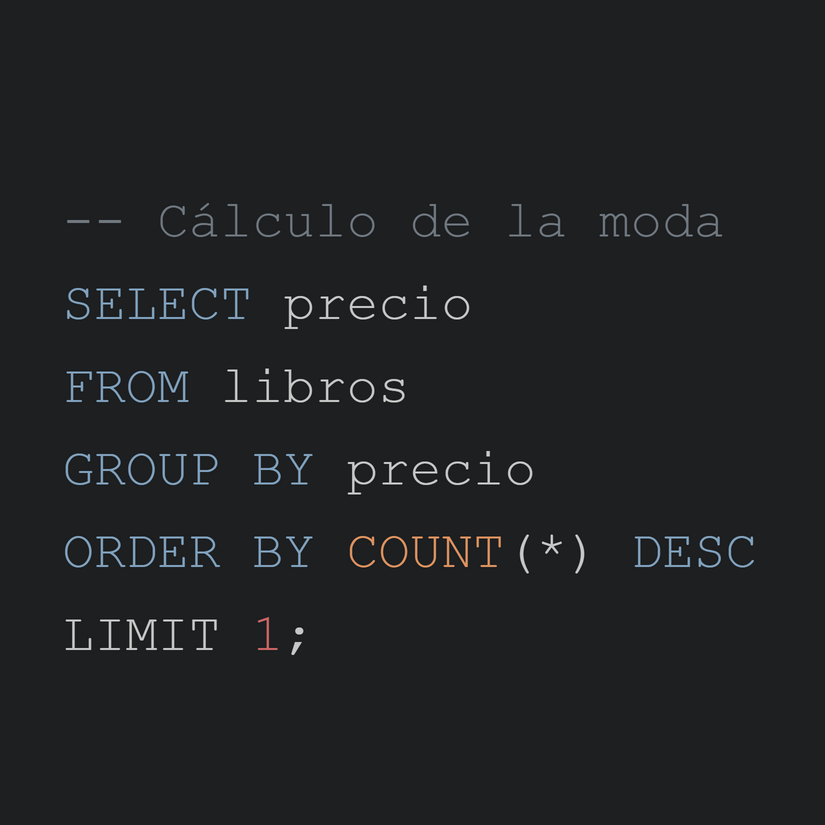 -- Cálculo de la moda
SELECT precio
FROM libros
GROUP BY precio
ORDER BY COUNT(*) DESC
LIMIT 1;